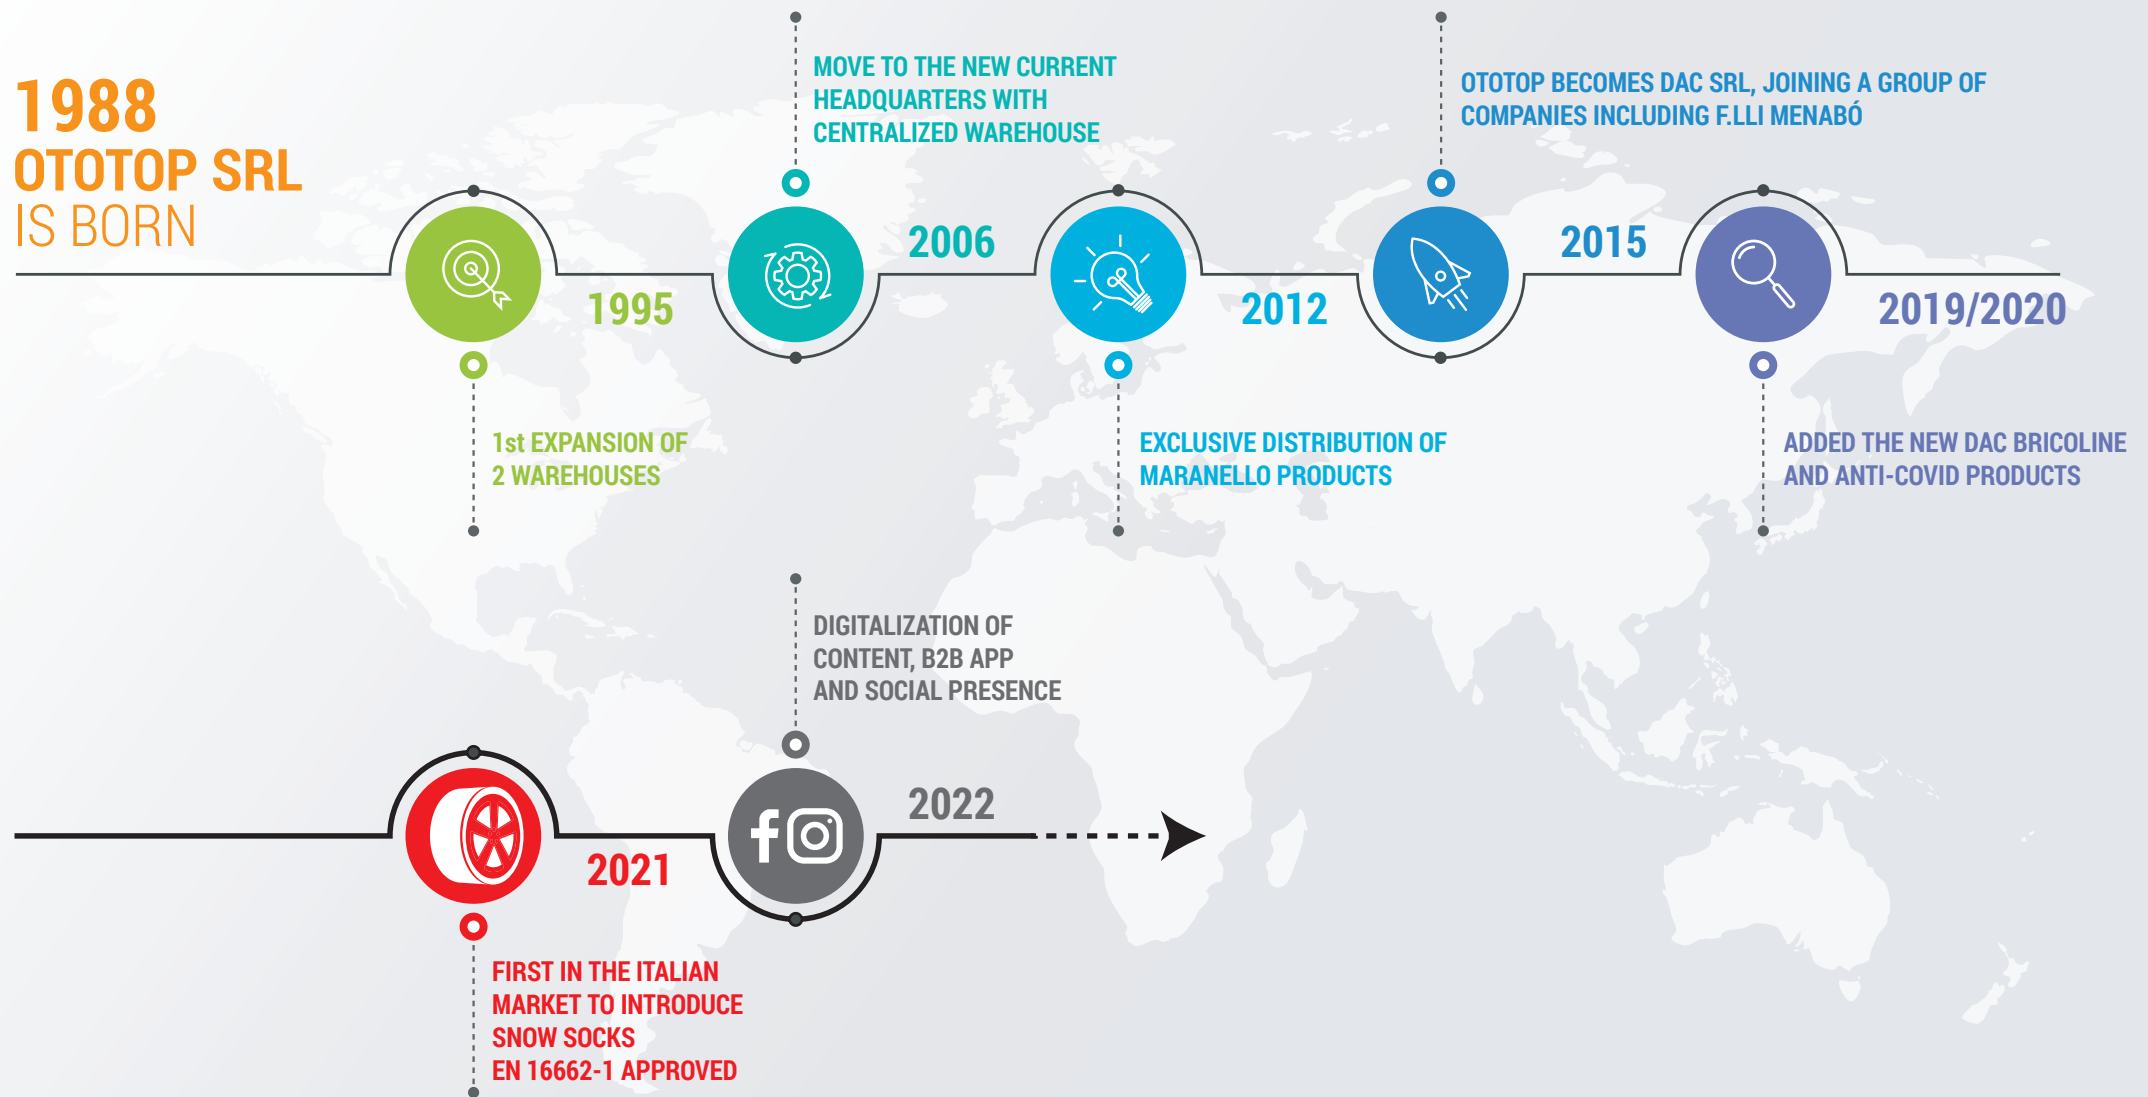 1988
OTOTOP SRL
IS BORN
1995
1st EXPANSION OF
2 WAREHOUSES
MOVE TO THE NEW CURRENT
HEADQUARTERS WITH
CENTRALIZED WAREHOUSE
2006
2012
EXCLUSIVE DISTRIBUTION OF
MARANELLO PRODUCTS
OTOTOP BECOMES DAC SRL, JOINING A GROUP OF
COMPANIES INCLUDING F.LLI MENABÓ
2015
2019/2020
ADDED THE NEW DAC BRICOLINE
AND ANTI-COVID PRODUCTS
2021
FIRST IN THE ITALIAN
MARKET TO INTRODUCE
SNOW SOCKS
EN 16662-1 APPROVED
DIGITALIZATION OF
CONTENT, B2B APP
AND SOCIAL PRESENCE
2022